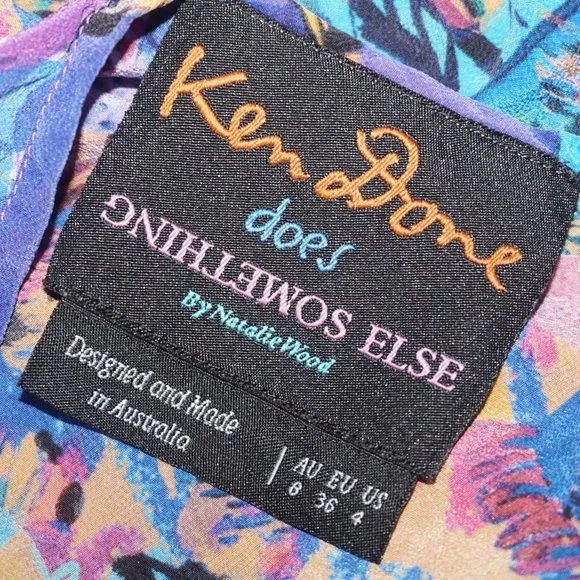 Ken Done
does
SOMETHING ELSE
By Natalie Wood
Designed and Made
in Australia
AU EU US
8 36 4